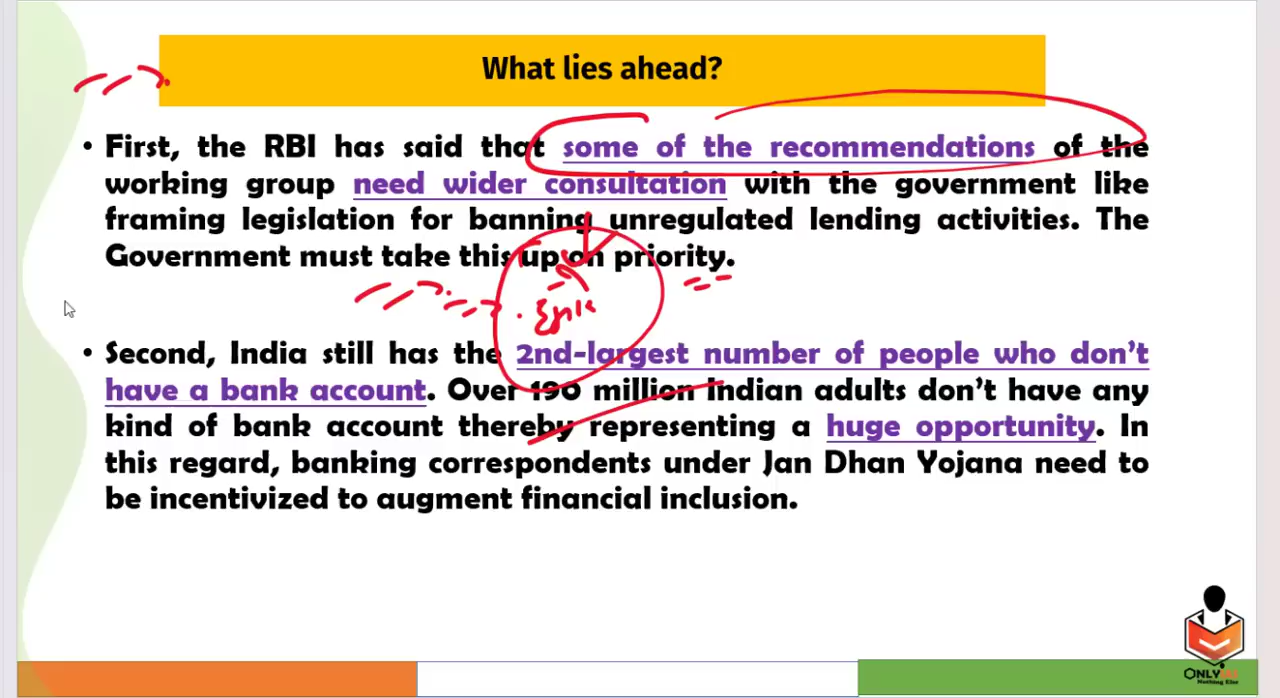 What lies ahead?
• First, the RBI has said that some of the recommendations of the
working group need wider consultation with the government like
framing legislation for banning unregulated lending activities. The
Government must take this up on priority.
• Second, India still has the 2nd-largest number of people who don't
have a bank account. Over 190 million Indian adults don't have any
kind of bank account thereby representing a huge opportunity. In
this regard, banking correspondents under Jan Dhan Yojana need to
be incentivized to augment financial inclusion.
Nothing Else